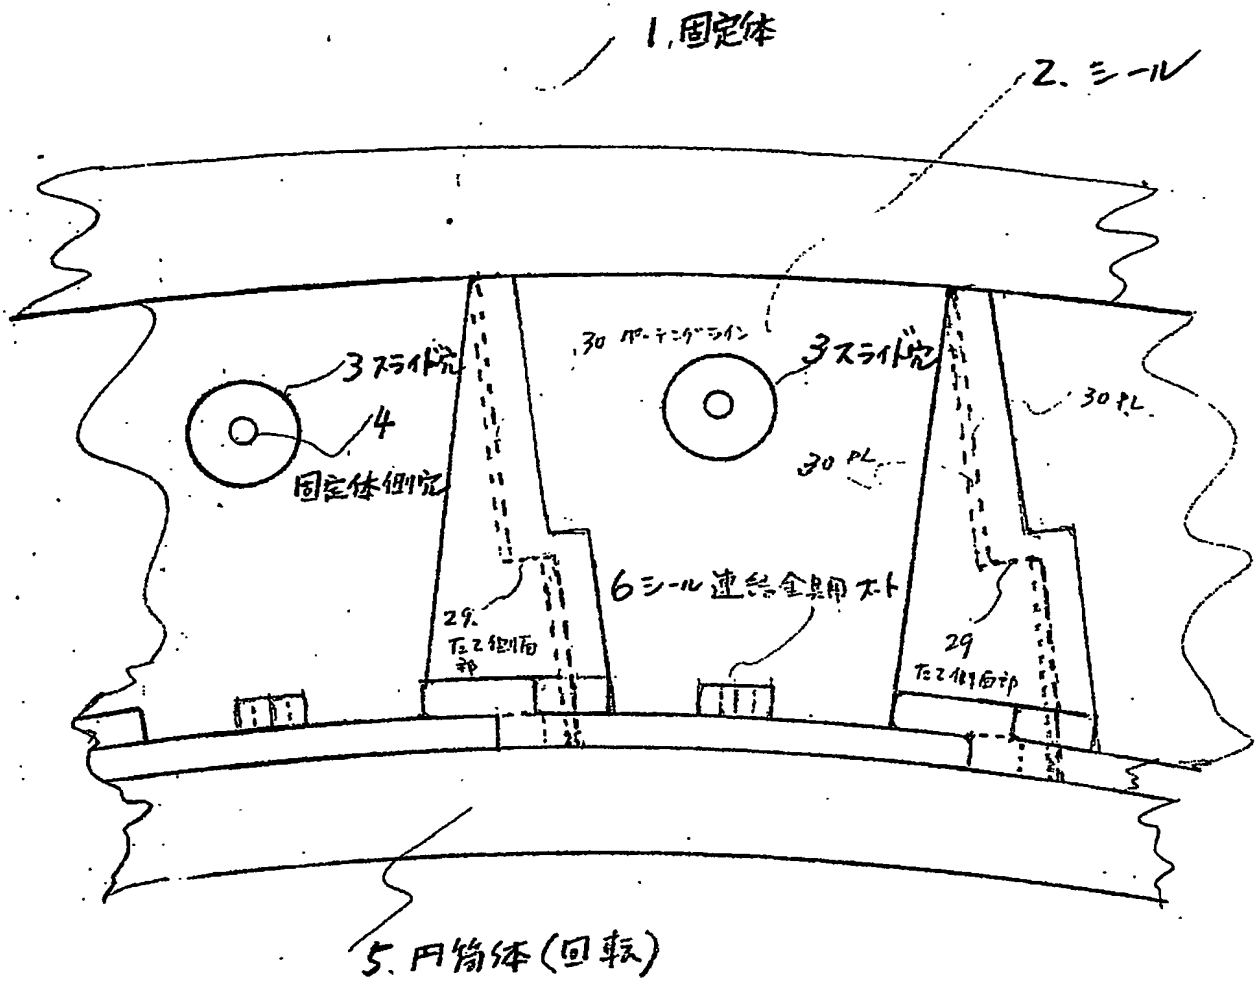 1. 固定体
2. シール
30 パーテングライン
3 スライド穴
3 スライド穴
4
固定体側穴
30 PL.
30 PL
6 シール連結金具用ボルト
29.
たて側面
部
29
たて側面部
5. 円筒体(回転)